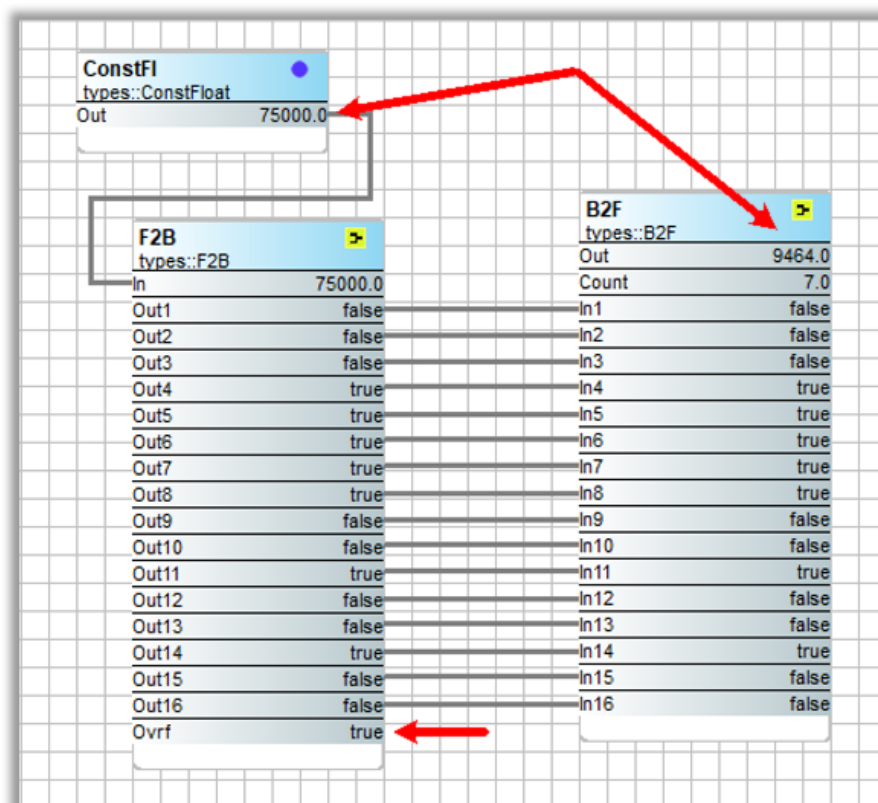 ConstFl
types::ConstFloat
Out 75000.0
F2B
types::F2B
In 75000.0
Out1 false
Out2 false
Out3 false
Out4 true
Out5 true
Out6 true
Out7 true
Out8 true
Out9 false
Out10 false
Out11 true
Out12 false
Out13 false
Out14 true
Out15 false
Out16 false
Ovrf true
B2F
types::B2F
Out 9464.0
Count 7.0
In1 false
In2 false
In3 false
In4 true
In5 true
In6 true
In7 true
In8 true
In9 false
In10 false
In11 true
In12 false
In13 false
In14 true
In15 false
In16 false